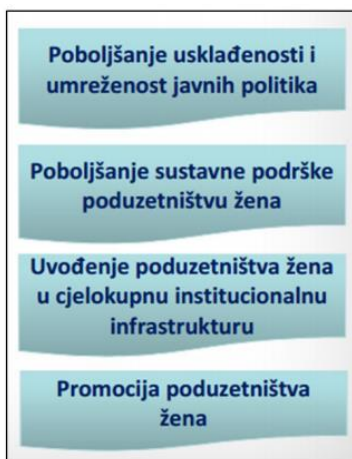 Poboljšanje usklađenosti i
umreženost javnih politika
Poboljšanje sustavne podrške
poduzetništvu žena
Uvođenje poduzetništva žena
u cjelokupnu institucionalnu
infrastrukturu
Promocija poduzetništva
žena